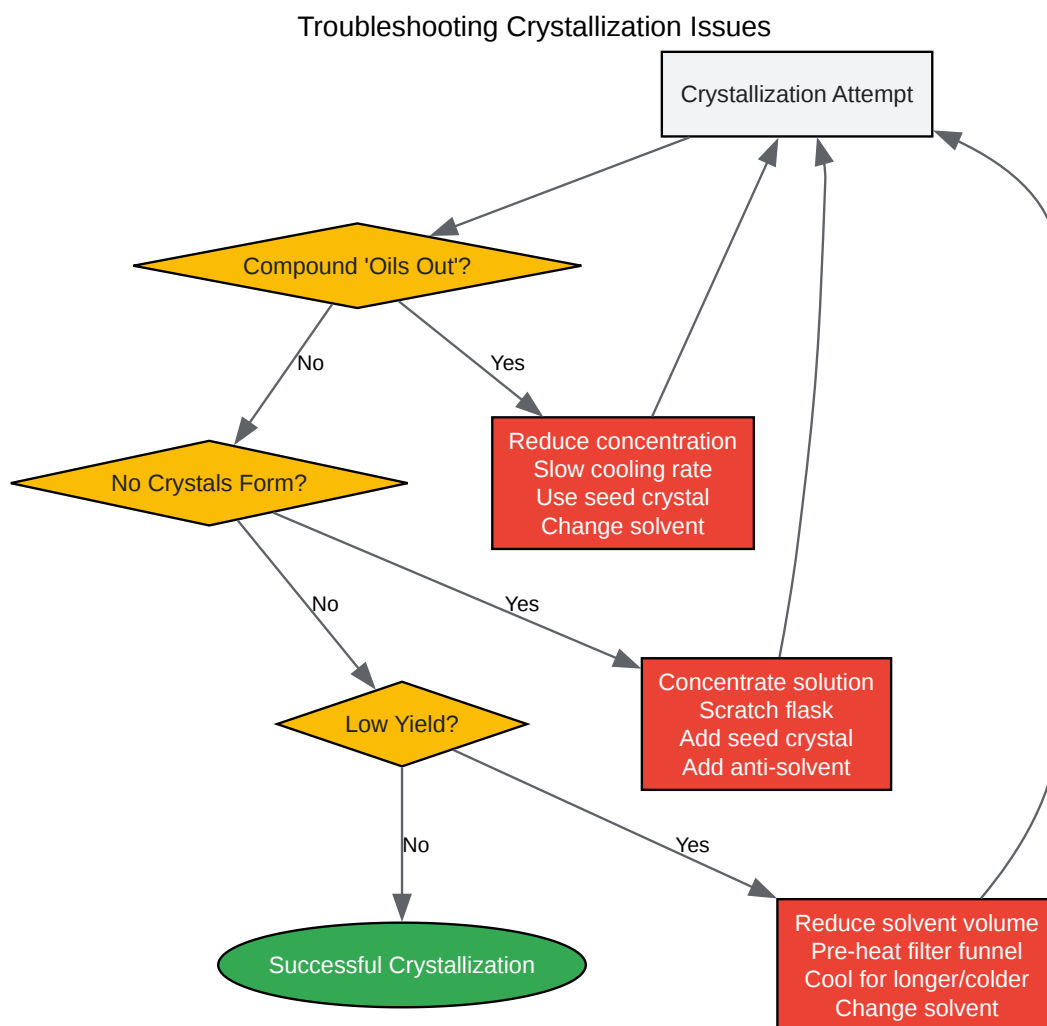 Troubleshooting Crystallization Issues
Crystallization Attempt
Compound 'Oils Out'?
No
Yes
Reduce concentration
Slow cooling rate
Use seed crystal
Change solvent
No Crystals Form?
No
Yes
Concentrate solution
Scratch flask
Add seed crystal
Add anti-solvent
Low Yield?
No
Yes
Reduce solvent volume
Pre-heat filter funnel
Cool for longer/colder
Change solvent
Successful Crystallization